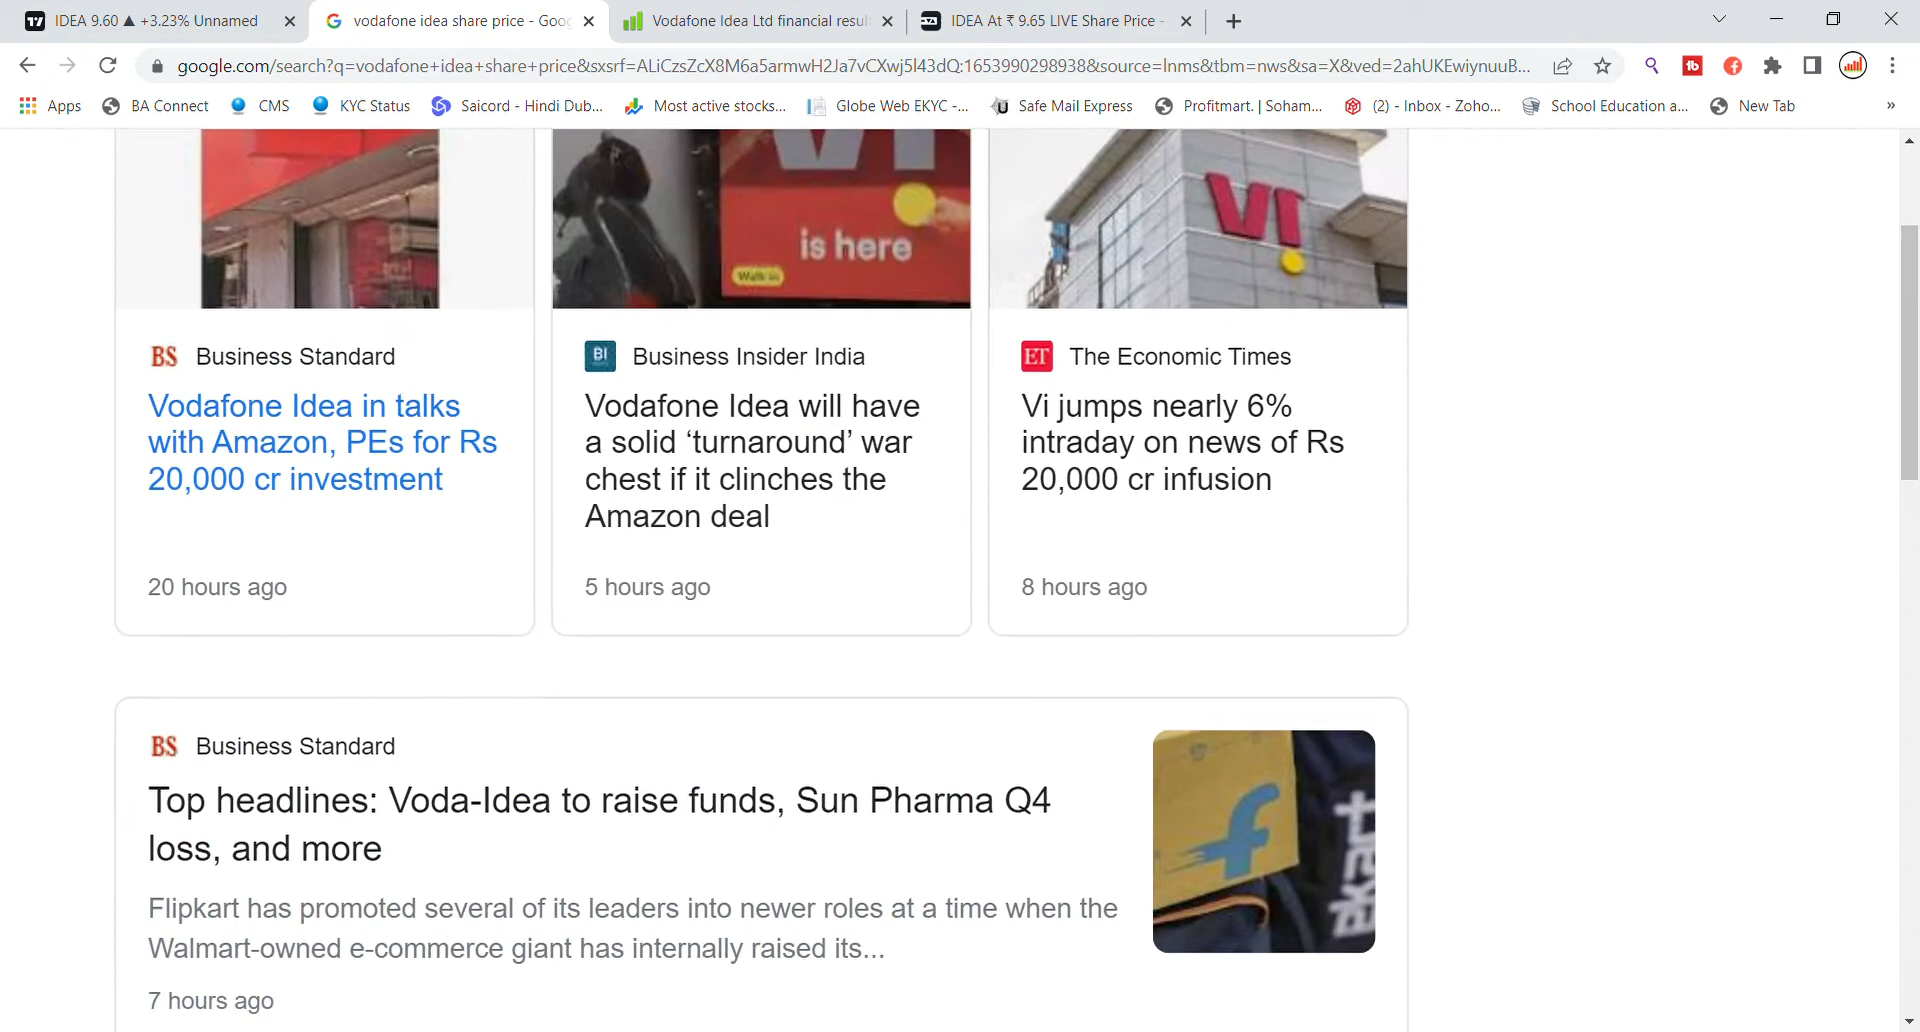 IDEA 9.60 ▲ +3.23% Unnamed
vodafone idea share price - Goog
Vodafone Idea Ltd financial resul
IDEA At ₹ 9.65 LIVE Share Price -
google.com/search?q=vodafone+idea+share+price&sxsrf=ALiCzsZcX8M6a5armwH2Ja7vCXwj5l43dQ:1653990298938&source=lnms&tbm=nws&sa=X&ved=2ahUKEwiynuuB...
Apps
BA Connect
CMS
KYC Status
Saicord - Hindi Dub...
Most active stocks...
Globe Web EKYC -...
Safe Mail Express
Profitmart. | Soham...
(2) - Inbox - Zoho...
School Education a...
New Tab
»
is here
Walk in
VI
BS Business Standard
Vodafone Idea in talks
with Amazon, PEs for Rs
20,000 cr investment
20 hours ago
BI Business Insider India
Vodafone Idea will have
a solid ‘turnaround’ war
chest if it clinches the
Amazon deal
5 hours ago
ET The Economic Times
Vi jumps nearly 6%
intraday on news of Rs
20,000 cr infusion
8 hours ago
BS Business Standard
Top headlines: Voda-Idea to raise funds, Sun Pharma Q4
loss, and more
Flipkart has promoted several of its leaders into newer roles at a time when the
Walmart-owned e-commerce giant has internally raised its...
7 hours ago